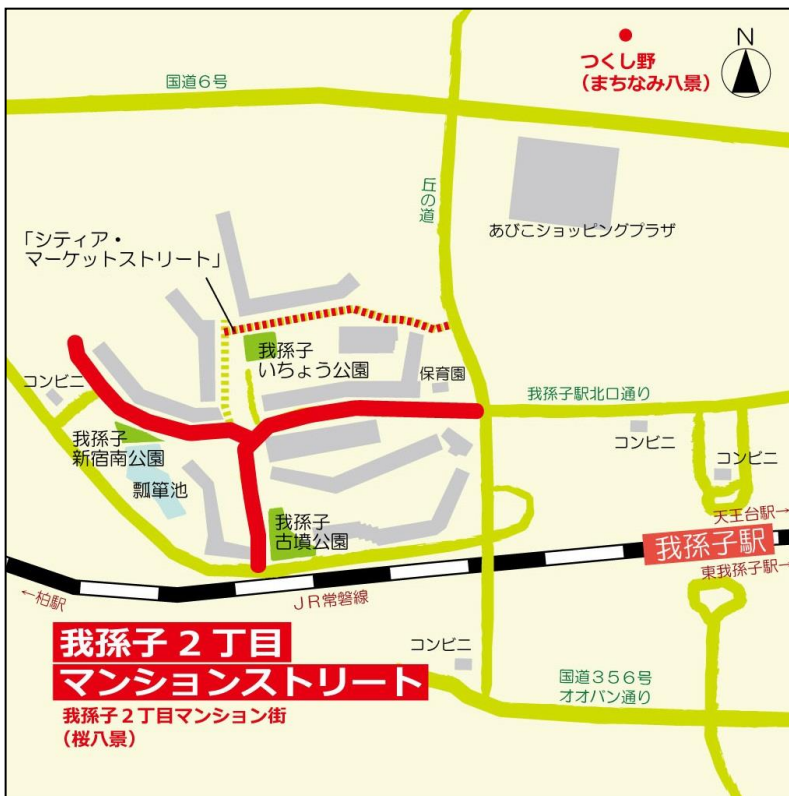 N
つくし野
(まちなみ八景)
国道6号
丘の道
あびこショッピングプラザ
「シティア・
マーケットストリート」
我孫子
いちょう公園
保育園
コンビニ
我孫子駅北口通り
我孫子
新宿南公園
瓢箪池
コンビニ
コンビニ
我孫子
古墳公園
天王台駅→
我孫子駅
東我孫子駅→
←柏駅
JR常磐線
我孫子2丁目
マンションストリート
我孫子2丁目マンション街
(桜八景)
コンビニ
国道356号
オオバン通り